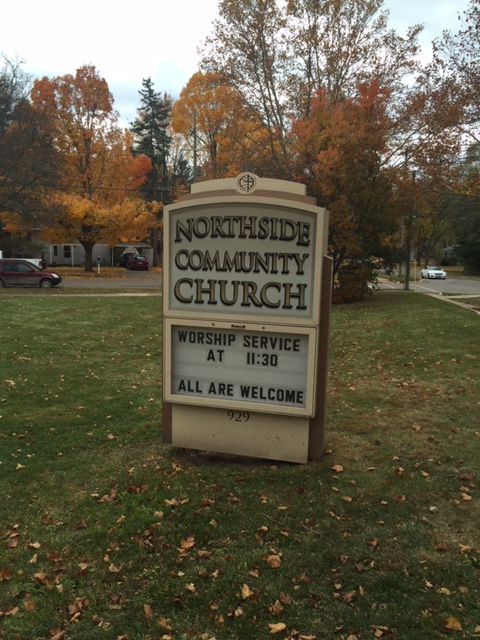 NORTHSIDE
COMMUNITY
CHURCH
WORSHIP SERVICE
AT 11:30
ALL ARE WELCOME
929